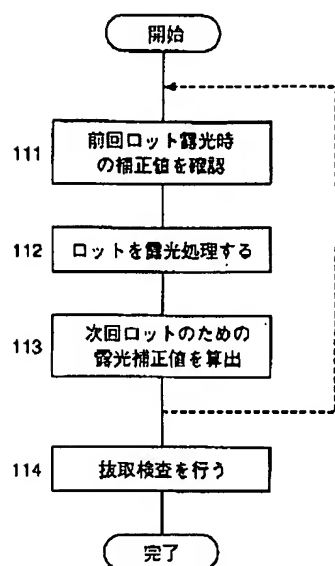 開始
111
前回ロット露光時
の補正値を確認
112
ロットを露光処理する
113
次回ロットのための
露光補正値を算出
114
抜取検査を行う
完了